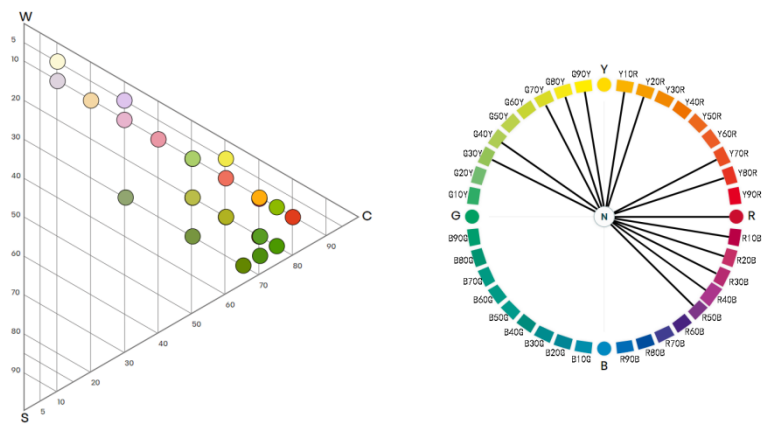 W
5
10
20
30
40
50
60
70
80
90
S
5
10
20
30
40
50
60
70
80
90
C
Y
Y10R
Y20R
Y30R
Y40R
Y50R
Y60R
Y70R
Y80R
Y90R
R
R10B
R20B
R30B
R40B
R50B
R60B
R70B
R80B
R90B
B
B10G
B20G
B30G
B40G
B50G
B60G
B70G
B80G
B90G
G
G10Y
G20Y
G30Y
G40Y
G50Y
G60Y
G70Y
G80Y
G90Y
N